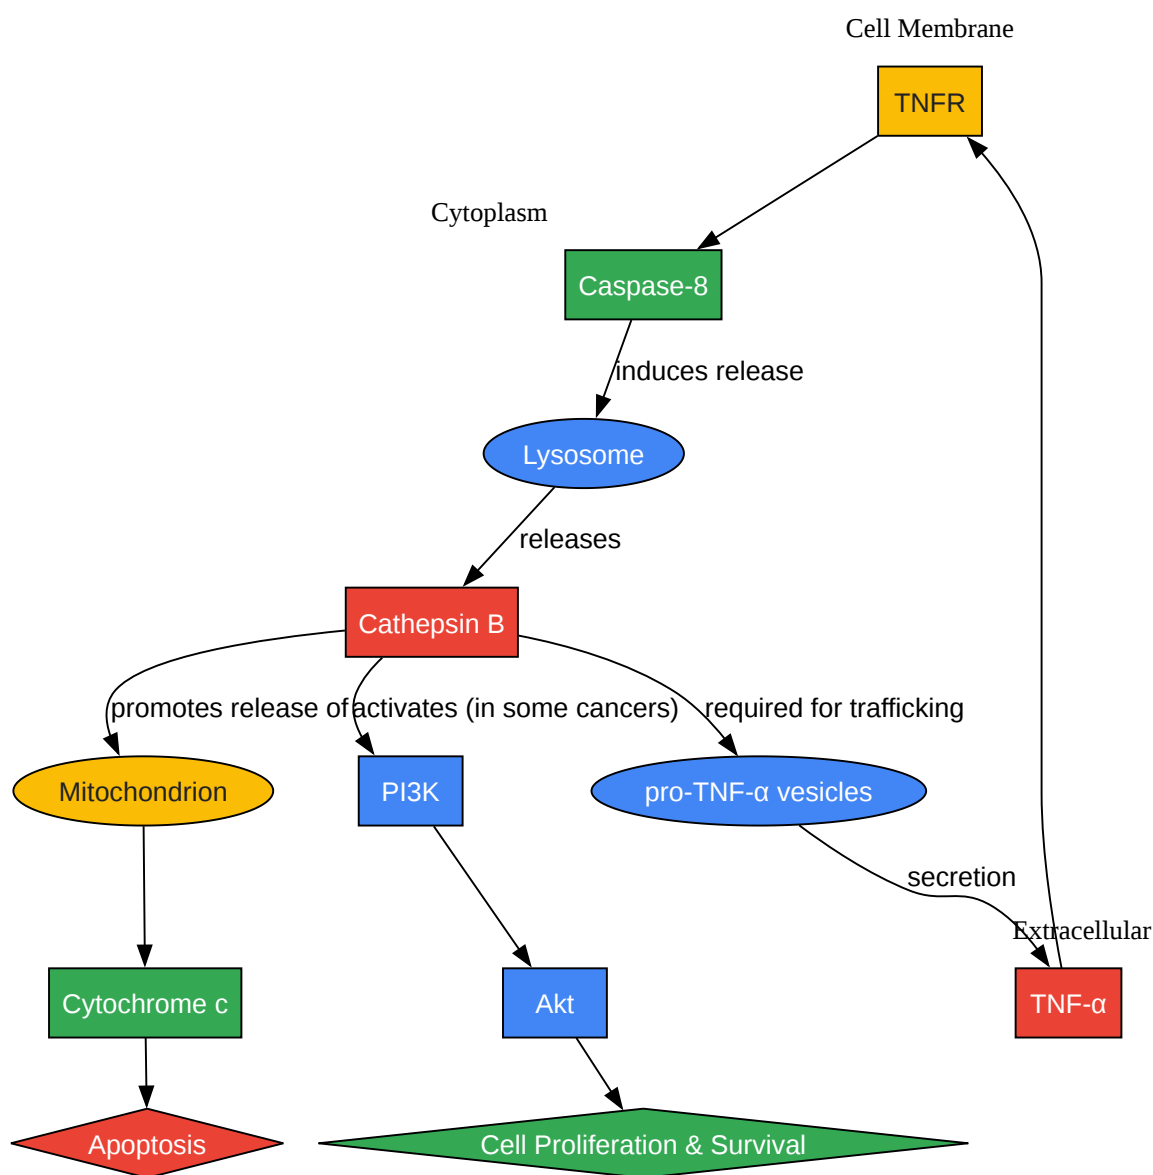 Cell Membrane
TNFR
Cytoplasm
Caspase-8
induces release
Lysosome
releases
Cathepsin B
promotes release of
activates (in some cancers)
required for trafficking
Mitochondrion
PI3K
pro-TNF-α vesicles
secretion
Extracellular
Cytochrome c
Akt
TNF-α
Apoptosis
Cell Proliferation & Survival